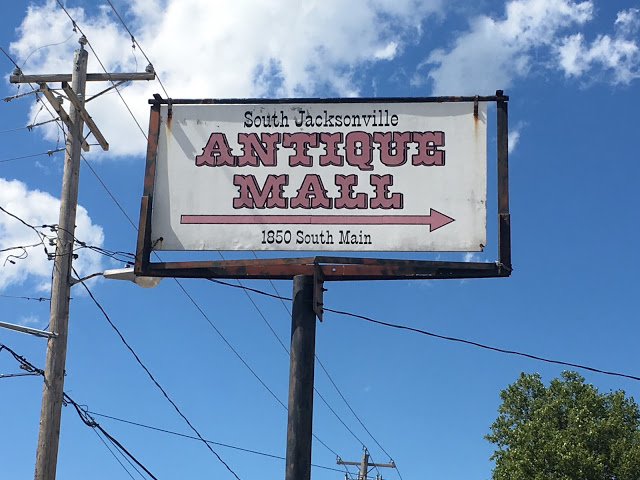 South Jacksonville
ANTIQUE
MALL
1850 South Main